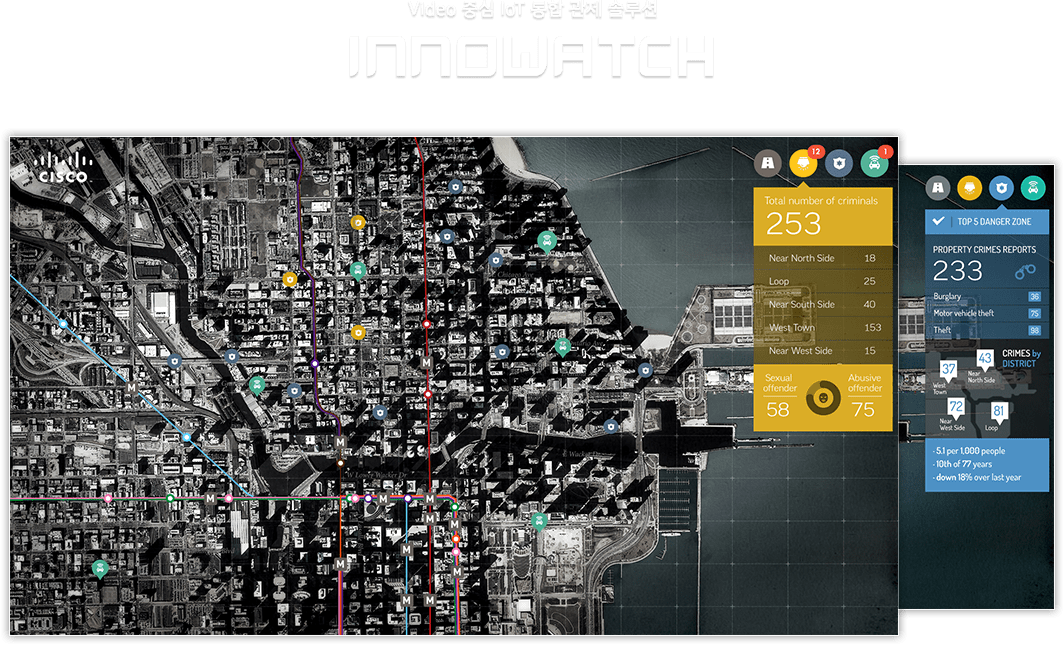 Video 중심 IoT 통합 관제 솔루션
INNOWATCH
CISCO
12
1
Total number of criminals
253
Near North Side 18
Loop 25
Near South Side 40
West Town 153
Near West Side 15
Sexual offender
58
Abusive offender
75
TOP 5 DANGER ZONE
PROPERTY CRIMES REPORTS
233
Burglary 36
Motor vehicle theft 75
Theft 98
CRIMES by
DISTRICT
43
Near
North Side
37
West
Town
72
Near
West Side
81
Loop
· 5.1 per 1,000 people
· 10th of 77 years
· down 18% over last year
M
M
M
M
M
M
M
M
M
M
M
M
M